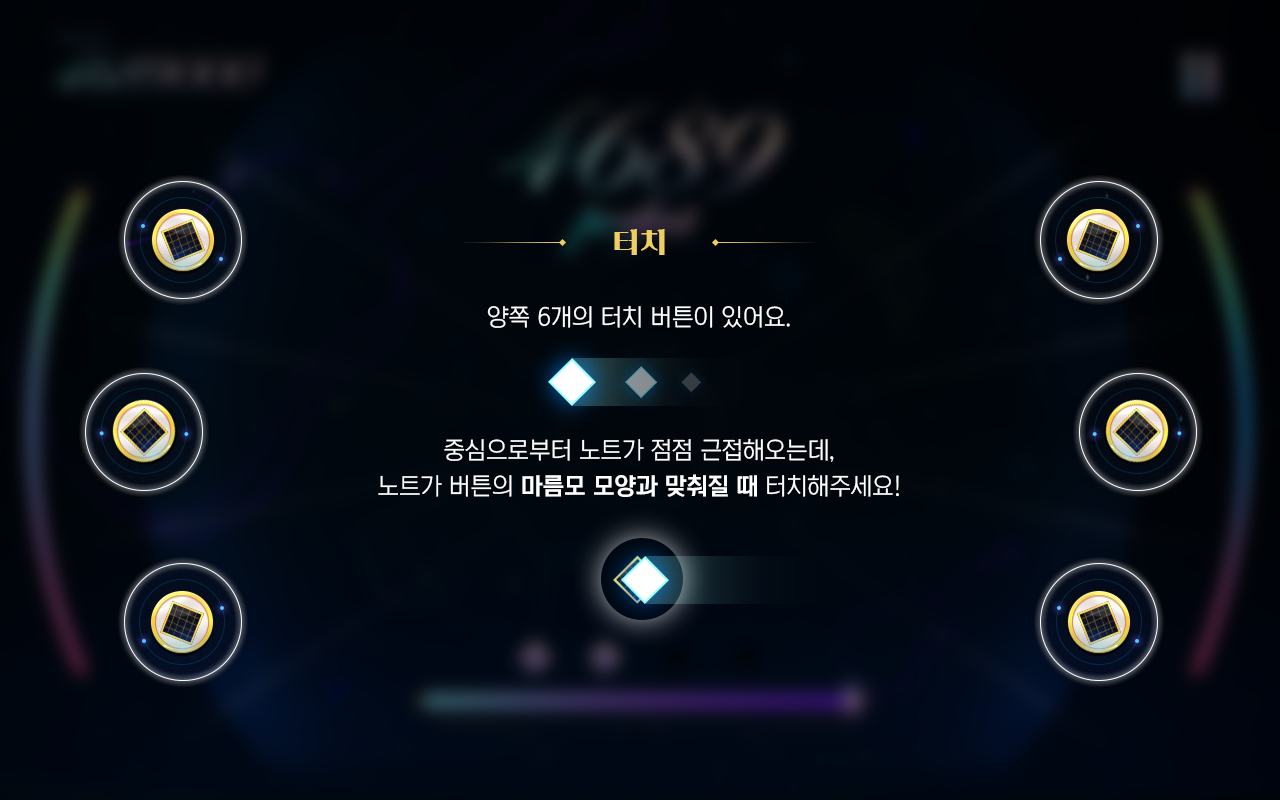 4689
터치
양쪽 6개의 터치 버튼이 있어요.
중심으로부터 노트가 점점 근접해오는데,
노트가 버튼의 마름모 모양과 맞춰질 때 터치해주세요!